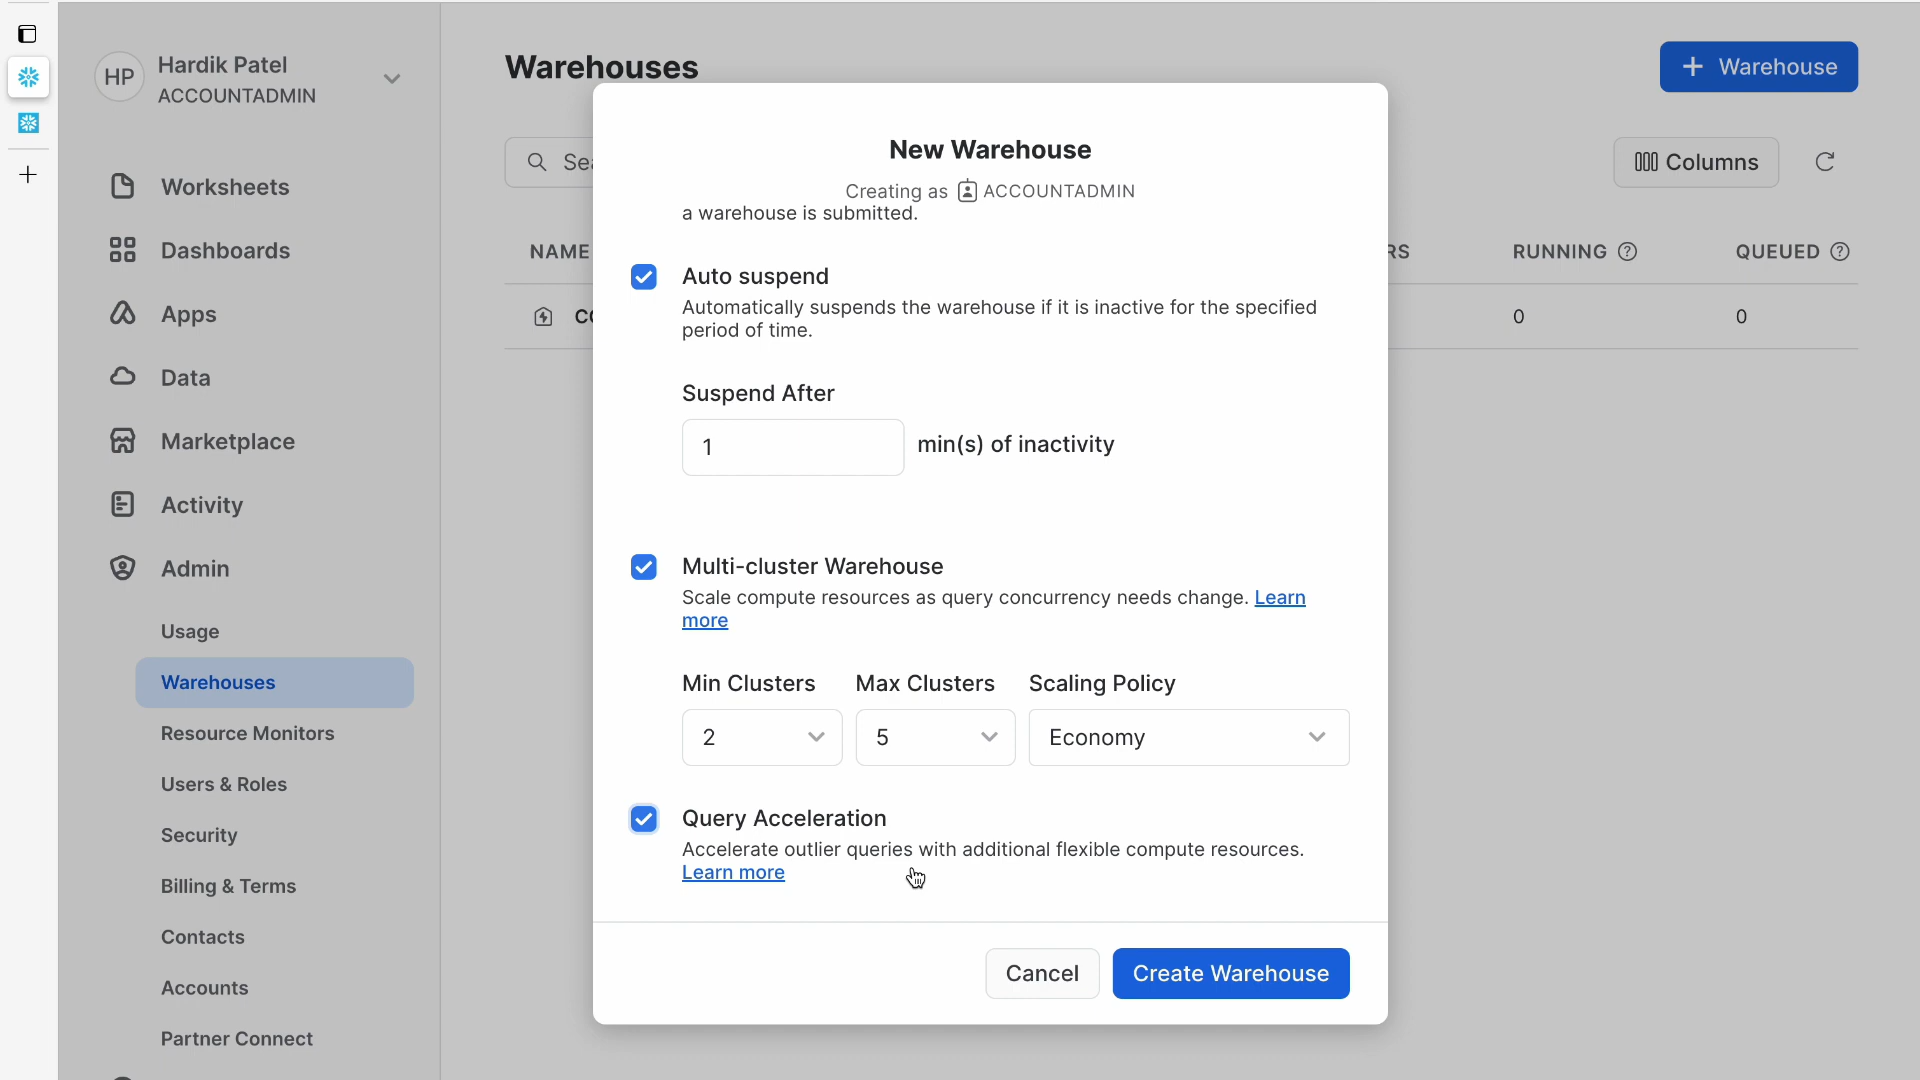 HP
Hardik Patel
ACCOUNTADMIN
Worksheets
Dashboards
Apps
Data
Marketplace
Activity
Admin
Usage
Warehouses
Resource Monitors
Users & Roles
Security
Billing & Terms
Contacts
Accounts
Partner Connect
Warehouses
+ Warehouse
Columns
NAME
RUNNING
QUEUED
0
0
New Warehouse
Creating as ACCOUNTADMIN
a warehouse is submitted.
Auto suspend
Automatically suspends the warehouse if it is inactive for the specified
period of time.
Suspend After
1 min(s) of inactivity
Multi-cluster Warehouse
Scale compute resources as query concurrency needs change. Learn
more
Min Clusters Max Clusters Scaling Policy
2 5 Economy
Query Acceleration
Accelerate outlier queries with additional flexible compute resources.
Learn more
Cancel Create Warehouse